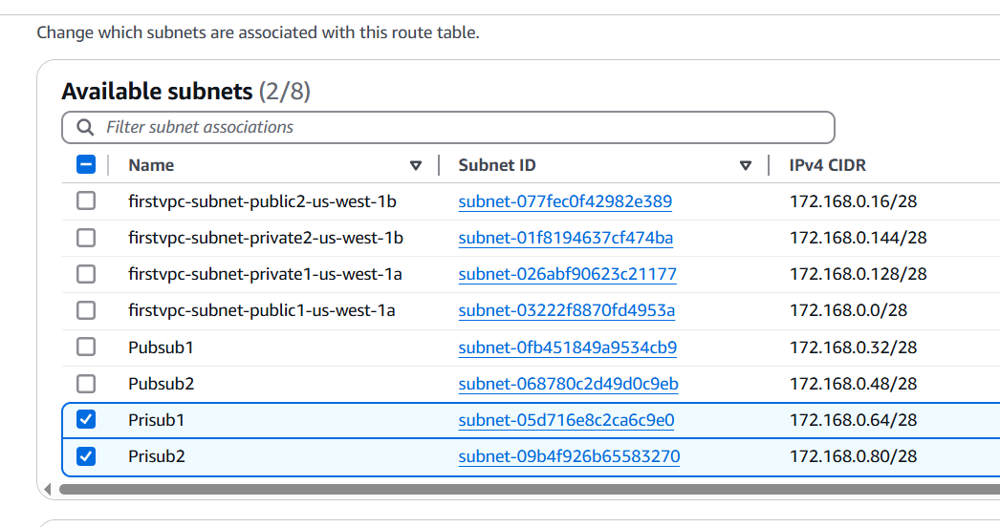 Change which subnets are associated with this route table.
Available subnets (2/8)
Filter subnet associations
Name Subnet ID IPv4 CIDR
firstvpc-subnet-public2-us-west-1b subnet-077fec0f42982e389 172.168.0.16/28
firstvpc-subnet-private2-us-west-1b subnet-01f8194637cf474ba 172.168.0.144/28
firstvpc-subnet-private1-us-west-1a subnet-026abf90623c21177 172.168.0.128/28
firstvpc-subnet-public1-us-west-1a subnet-03222f8870fd4953a 172.168.0.0/28
Pubsub1 subnet-0fb451849a9534cb9 172.168.0.32/28
Pubsub2 subnet-068780c2d49d0c9eb 172.168.0.48/28
Prisub1 subnet-05d716e8c2ca6c9e0 172.168.0.64/28
Prisub2 subnet-09b4f926b65583270 172.168.0.80/28